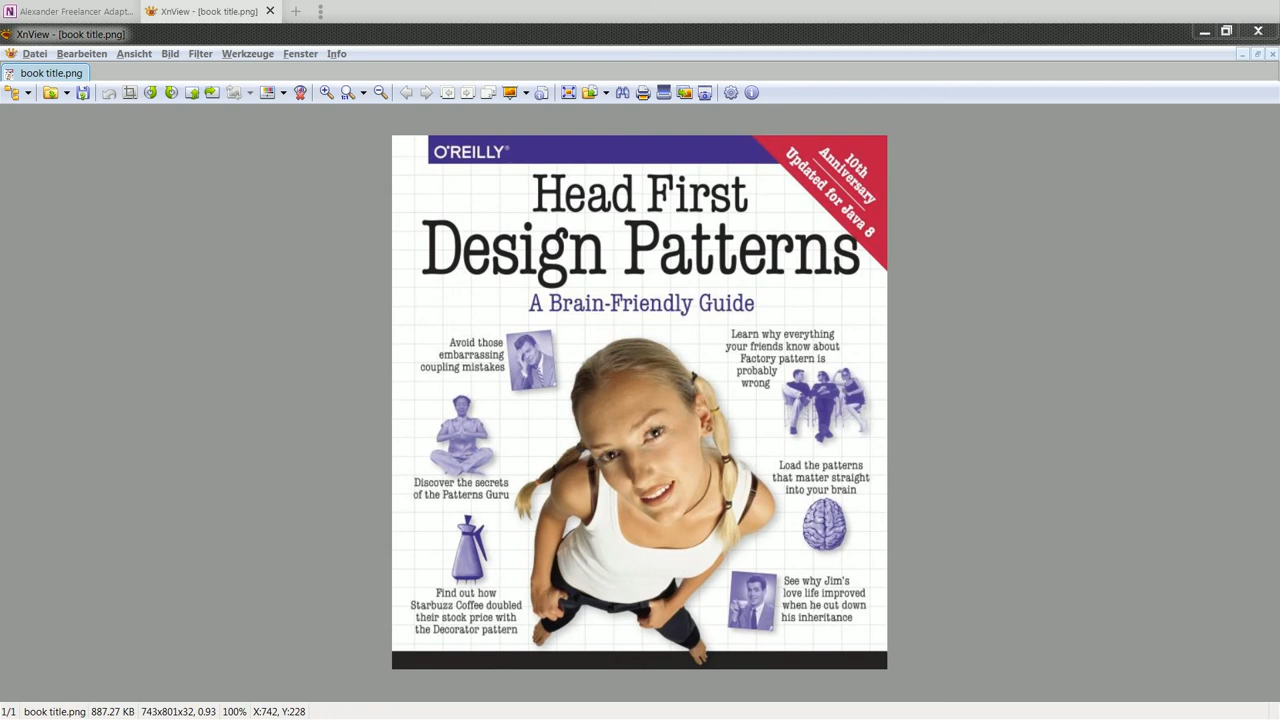 Alexander Freelancer Adapt...
XnView - [book title.png]
XnView - [book title.png]
Datei Bearbeiten Ansicht Bild Filter Werkzeuge Fenster Info
book title.png
O'REILLY®
10th
Anniversary
Updated for Java 8
Head First
Design Patterns
A Brain-Friendly Guide
Avoid those
embarrassing
coupling mistakes
Learn why everything
your friends know about
Factory pattern is
probably
wrong
Discover the secrets
of the Patterns Guru
Load the patterns
that matter straight
into your brain
Find out how
Starbuzz Coffee doubled
their stock price with
the Decorator pattern
See why Jim's
love life improved
when he cut down
his inheritance
1/1 book title.png 887.27 KB 743x801x32, 0.93 100% X:742, Y:228